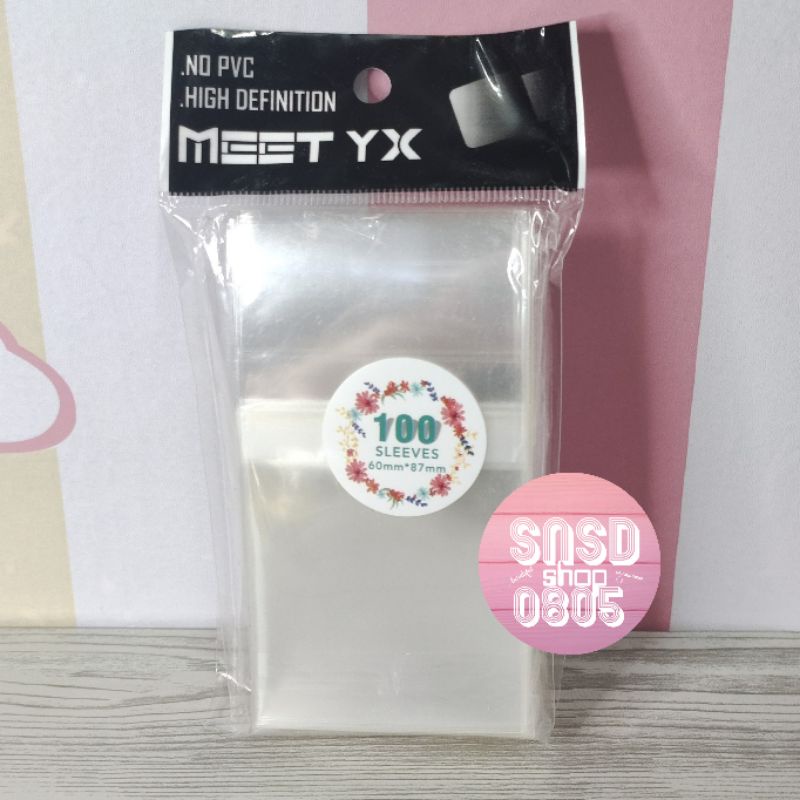 .NO PVC
.HIGH DEFINITION
MEET YX
100
SLEEVES
60mm*87mm
SNSD
shop
0805